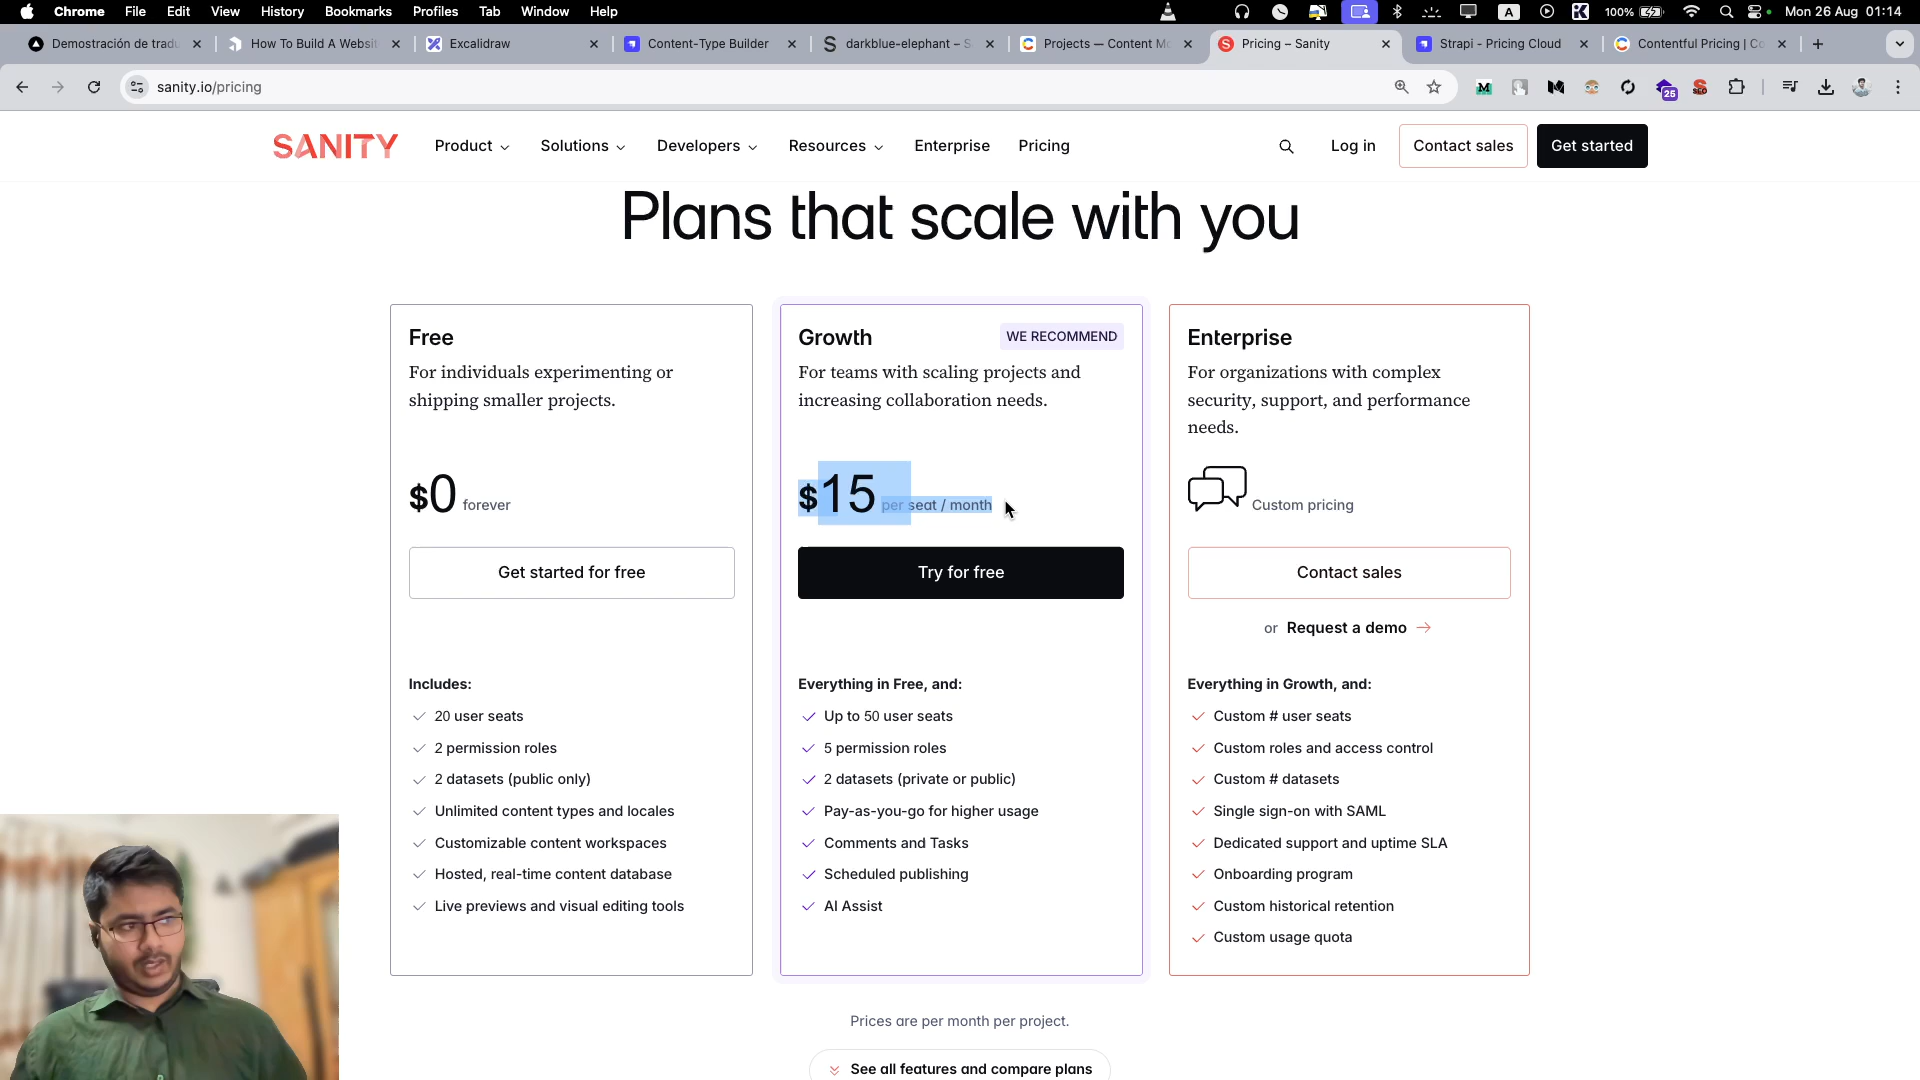 Chrome File Edit View History Bookmarks Profiles Tab Window Help
A 100% Mon 26 Aug 01:14
Demostración de tradu
How To Build A Websit
Excalidraw
Content-Type Builder
darkblue-elephant – S
Projects — Content Mo
Pricing – Sanity
Strapi - Pricing Cloud
Contentful Pricing | Co
sanity.io/pricing
25
SEO
SANITY Product Solutions Developers Resources Enterprise Pricing Log in Contact sales Get started
Plans that scale with you
Free
For individuals experimenting or
shipping smaller projects.
$0 forever
Get started for free
Includes:
20 user seats
2 permission roles
2 datasets (public only)
Unlimited content types and locales
Customizable content workspaces
Hosted, real-time content database
Live previews and visual editing tools
Growth WE RECOMMEND
For teams with scaling projects and
increasing collaboration needs.
$15 per seat / month
Try for free
Everything in Free, and:
Up to 50 user seats
5 permission roles
2 datasets (private or public)
Pay-as-you-go for higher usage
Comments and Tasks
Scheduled publishing
AI Assist
Enterprise
For organizations with complex
security, support, and performance
needs.
Custom pricing
Contact sales
or Request a demo
Everything in Growth, and:
Custom # user seats
Custom roles and access control
Custom # datasets
Single sign-on with SAML
Dedicated support and uptime SLA
Onboarding program
Custom historical retention
Custom usage quota
Prices are per month per project.
See all features and compare plans